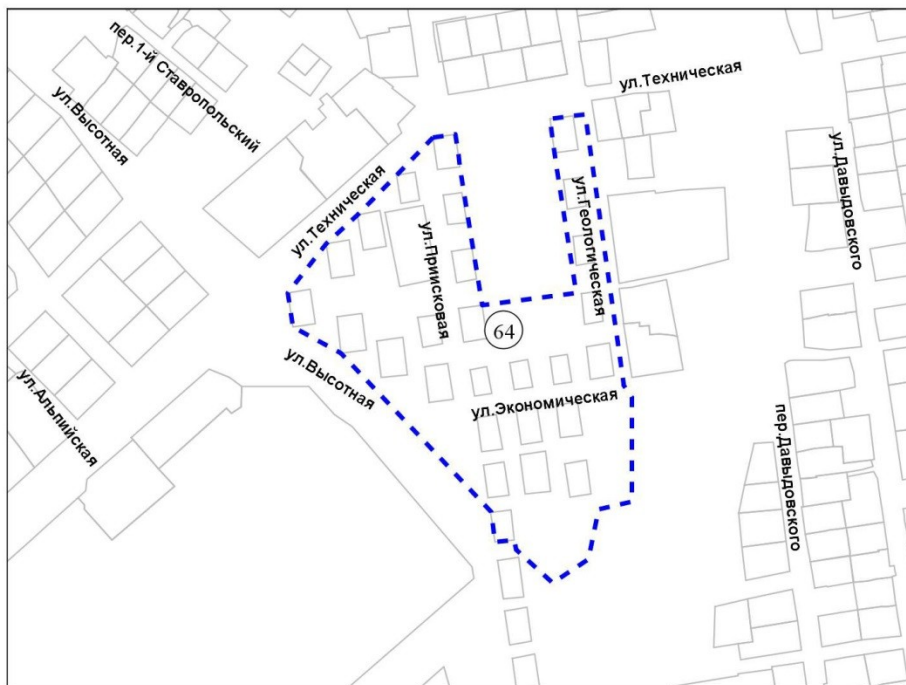 пер.1-й Ставропольский
ул.Высотная
ул.Техническая
ул.Техническая
ул.Давыдовского
ул.Геологическая
ул.Приисковая
64
ул.Высотная
ул.Экономическая
ул.Альпийская
пер.Давыдовского